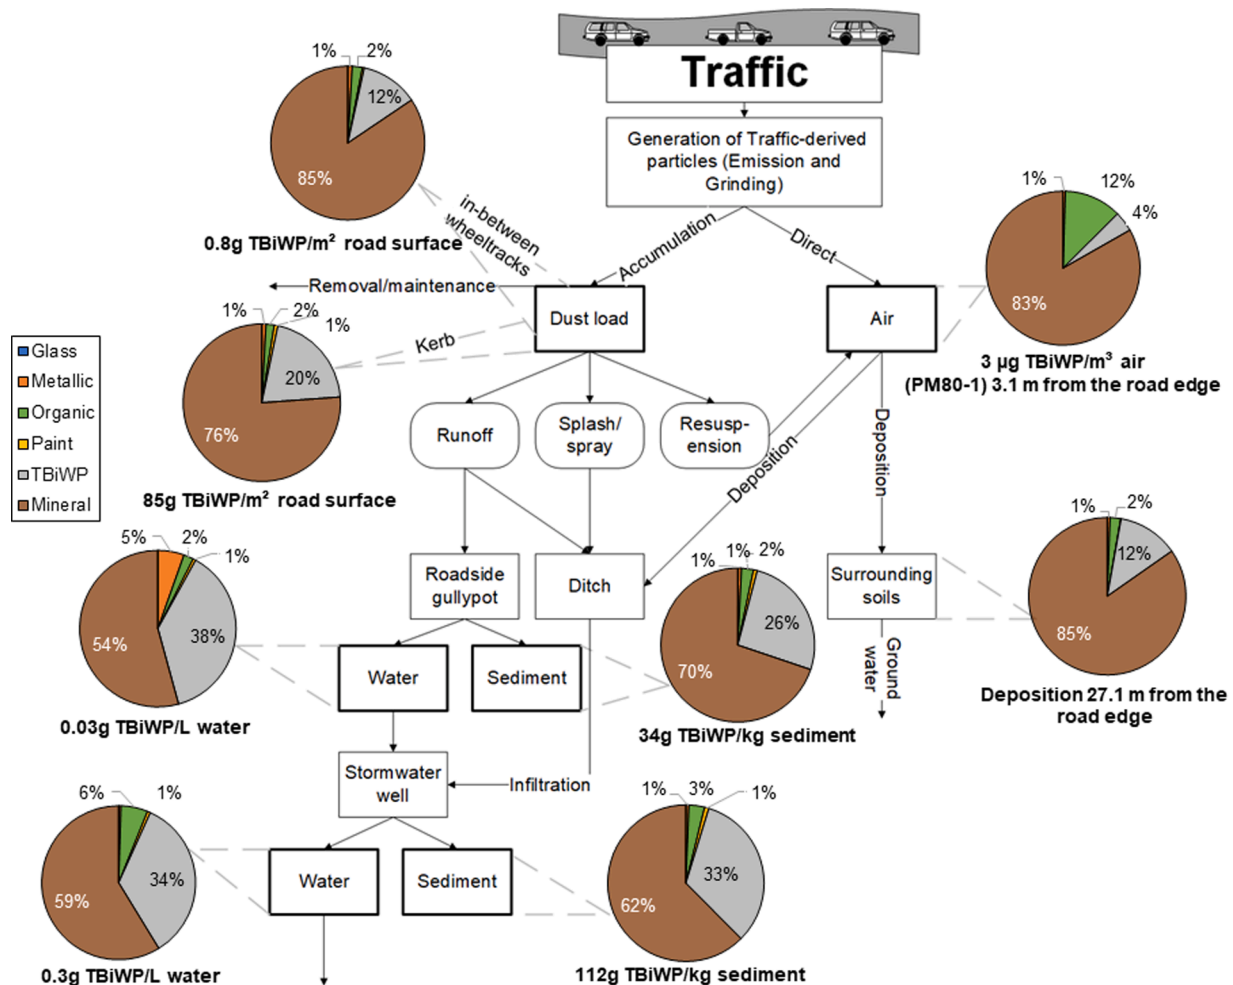 Traffic
Generation of Traffic-derived
particles (Emission and
Grinding)
1%
2%
12%
85%
0.8g TBiWP/m² road surface
in-between
wheeltracks
Accumulation
Direct
1%
12%
4%
83%
3 µg TBiWP/m³ air
(PM80-1) 3.1 m from the road edge
Removal/maintenance
Dust load
Air
Kerb
1%
2%
1%
20%
76%
85g TBiWP/m² road surface
Glass
Metallic
Organic
Paint
TBiWP
Mineral
Runoff
Splash/
spray
Resusp-
ension
Deposition
Deposition
5%
2%
1%
38%
54%
0.03g TBiWP/L water
Roadside
gullypot
Ditch
1%
1%
2%
26%
70%
34g TBiWP/kg sediment
Surrounding
soils
Ground
water
1%
2%
12%
85%
Deposition 27.1 m from the
road edge
Water
Sediment
Stormwater
well
Infiltration
6%
1%
34%
59%
0.3g TBiWP/L water
Water
Sediment
1%
3%
1%
33%
62%
112g TBiWP/kg sediment